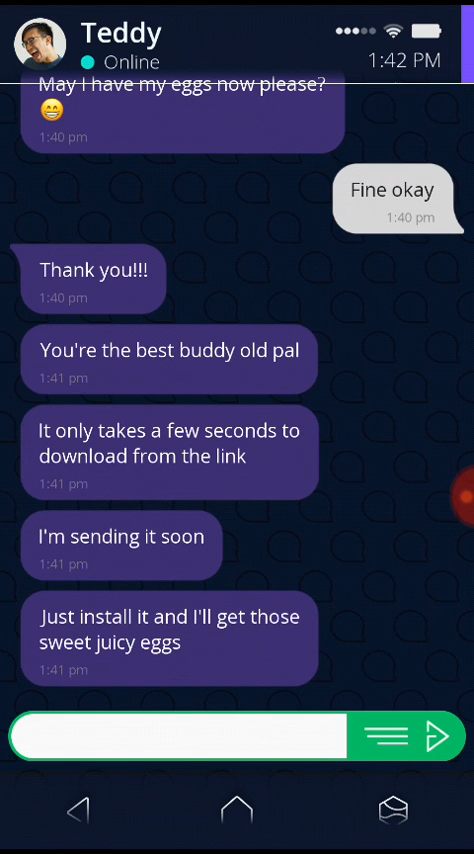 Teddy
Online
1:42 PM
May I have my eggs now please?
😁
1:40 pm
Fine okay
1:40 pm
Thank you!!!
1:40 pm
You're the best buddy old pal
1:41 pm
It only takes a few seconds to
download from the link
1:41 pm
I'm sending it soon
1:41 pm
Just install it and I'll get those
sweet juicy eggs
1:41 pm